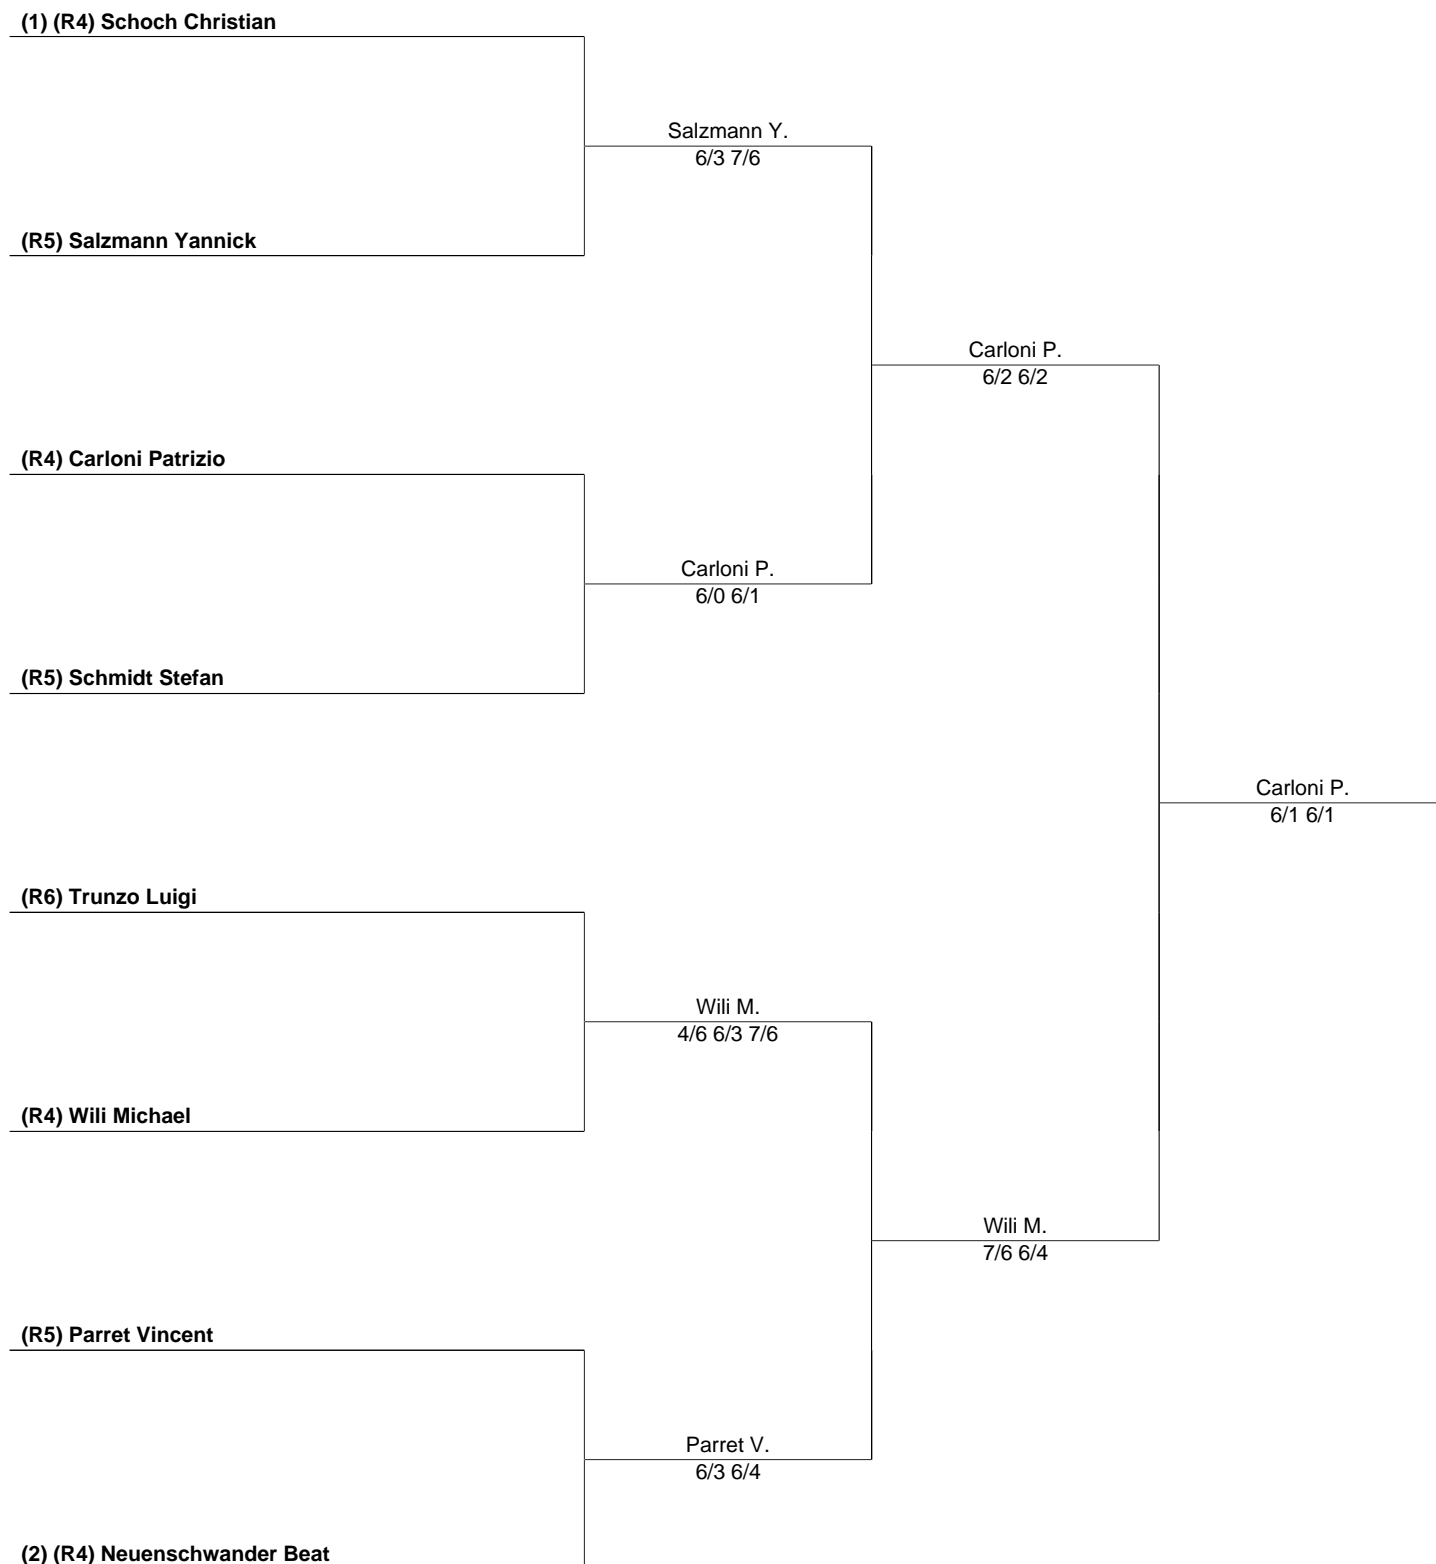 (1) (R4) Schoch Christian
Salzmann Y.
6/3 7/6
(R5) Salzmann Yannick
Carloni P.
6/2 6/2
(R4) Carloni Patrizio
Carloni P.
6/0 6/1
(R5) Schmidt Stefan
Carloni P.
6/1 6/1
(R6) Trunzo Luigi
Wili M.
4/6 6/3 7/6
(R4) Wili Michael
Wili M.
7/6 6/4
(R5) Parret Vincent
Parret V.
6/3 6/4
(2) (R4) Neuenschwander Beat